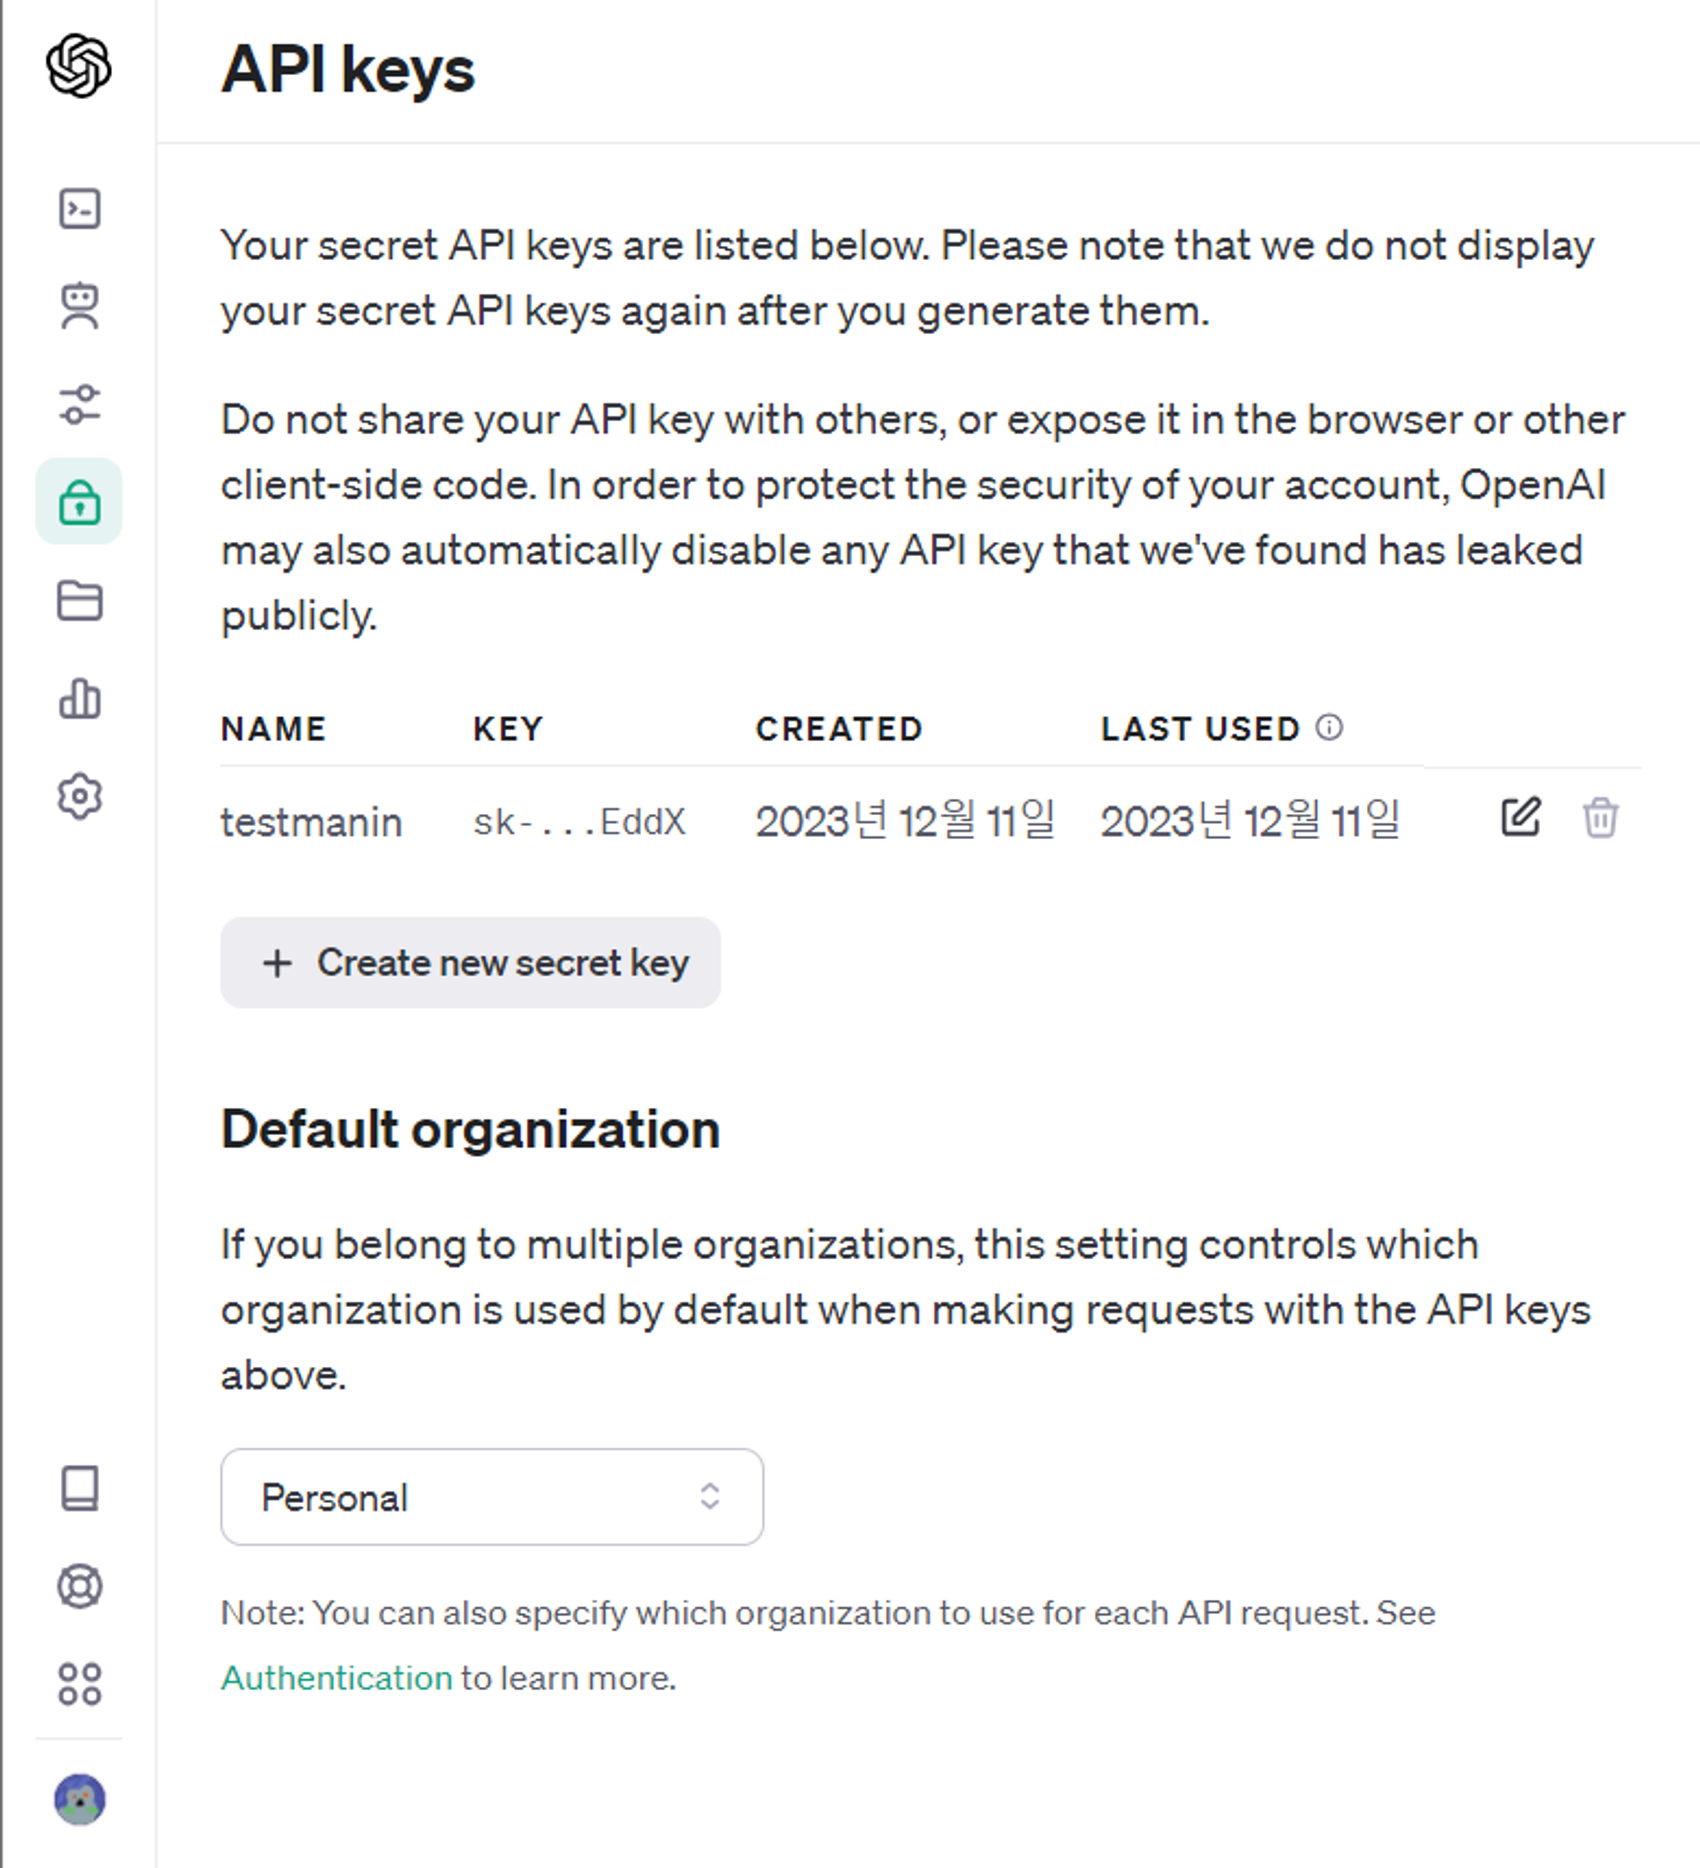 API keys
Your secret API keys are listed below. Please note that we do not display
your secret API keys again after you generate them.
Do not share your API key with others, or expose it in the browser or other
client-side code. In order to protect the security of your account, OpenAI
may also automatically disable any API key that we've found has leaked
publicly.
NAME KEY CREATED LAST USED
testmanin sk-...EddX 2023년 12월 11일 2023년 12월 11일
+ Create new secret key
Default organization
If you belong to multiple organizations, this setting controls which
organization is used by default when making requests with the API keys
above.
Personal
Note: You can also specify which organization to use for each API request. See
Authentication to learn more.